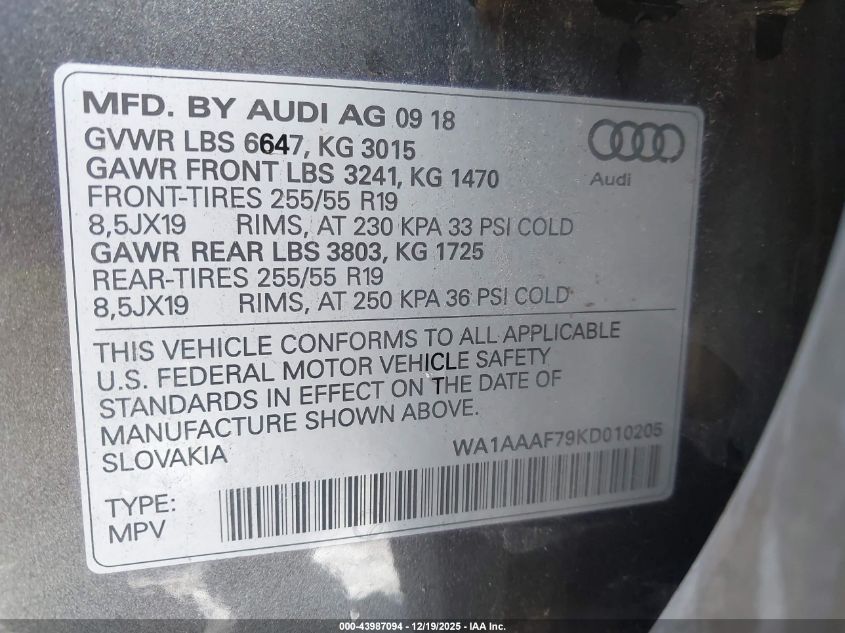 MFD. BY AUDI AG 09 18
GVWR LBS 6647, KG 3015
GAWR FRONT LBS 3241, KG 1470
FRONT-TIRES 255/55 R19
8,5JX19 RIMS, AT 230 KPA 33 PSI COLD
GAWR REAR LBS 3803, KG 1725
REAR-TIRES 255/55 R19
8,5JX19 RIMS, AT 250 KPA 36 PSI COLD
Audi
THIS VEHICLE CONFORMS TO ALL APPLICABLE
U.S. FEDERAL MOTOR VEHICLE SAFETY
STANDARDS IN EFFECT ON THE DATE OF
MANUFACTURE SHOWN ABOVE.
SLOVAKIA
WA1AAAF79KD010205
TYPE:
MPV
000-43987094 - 12/19/2025 - IAA Inc.